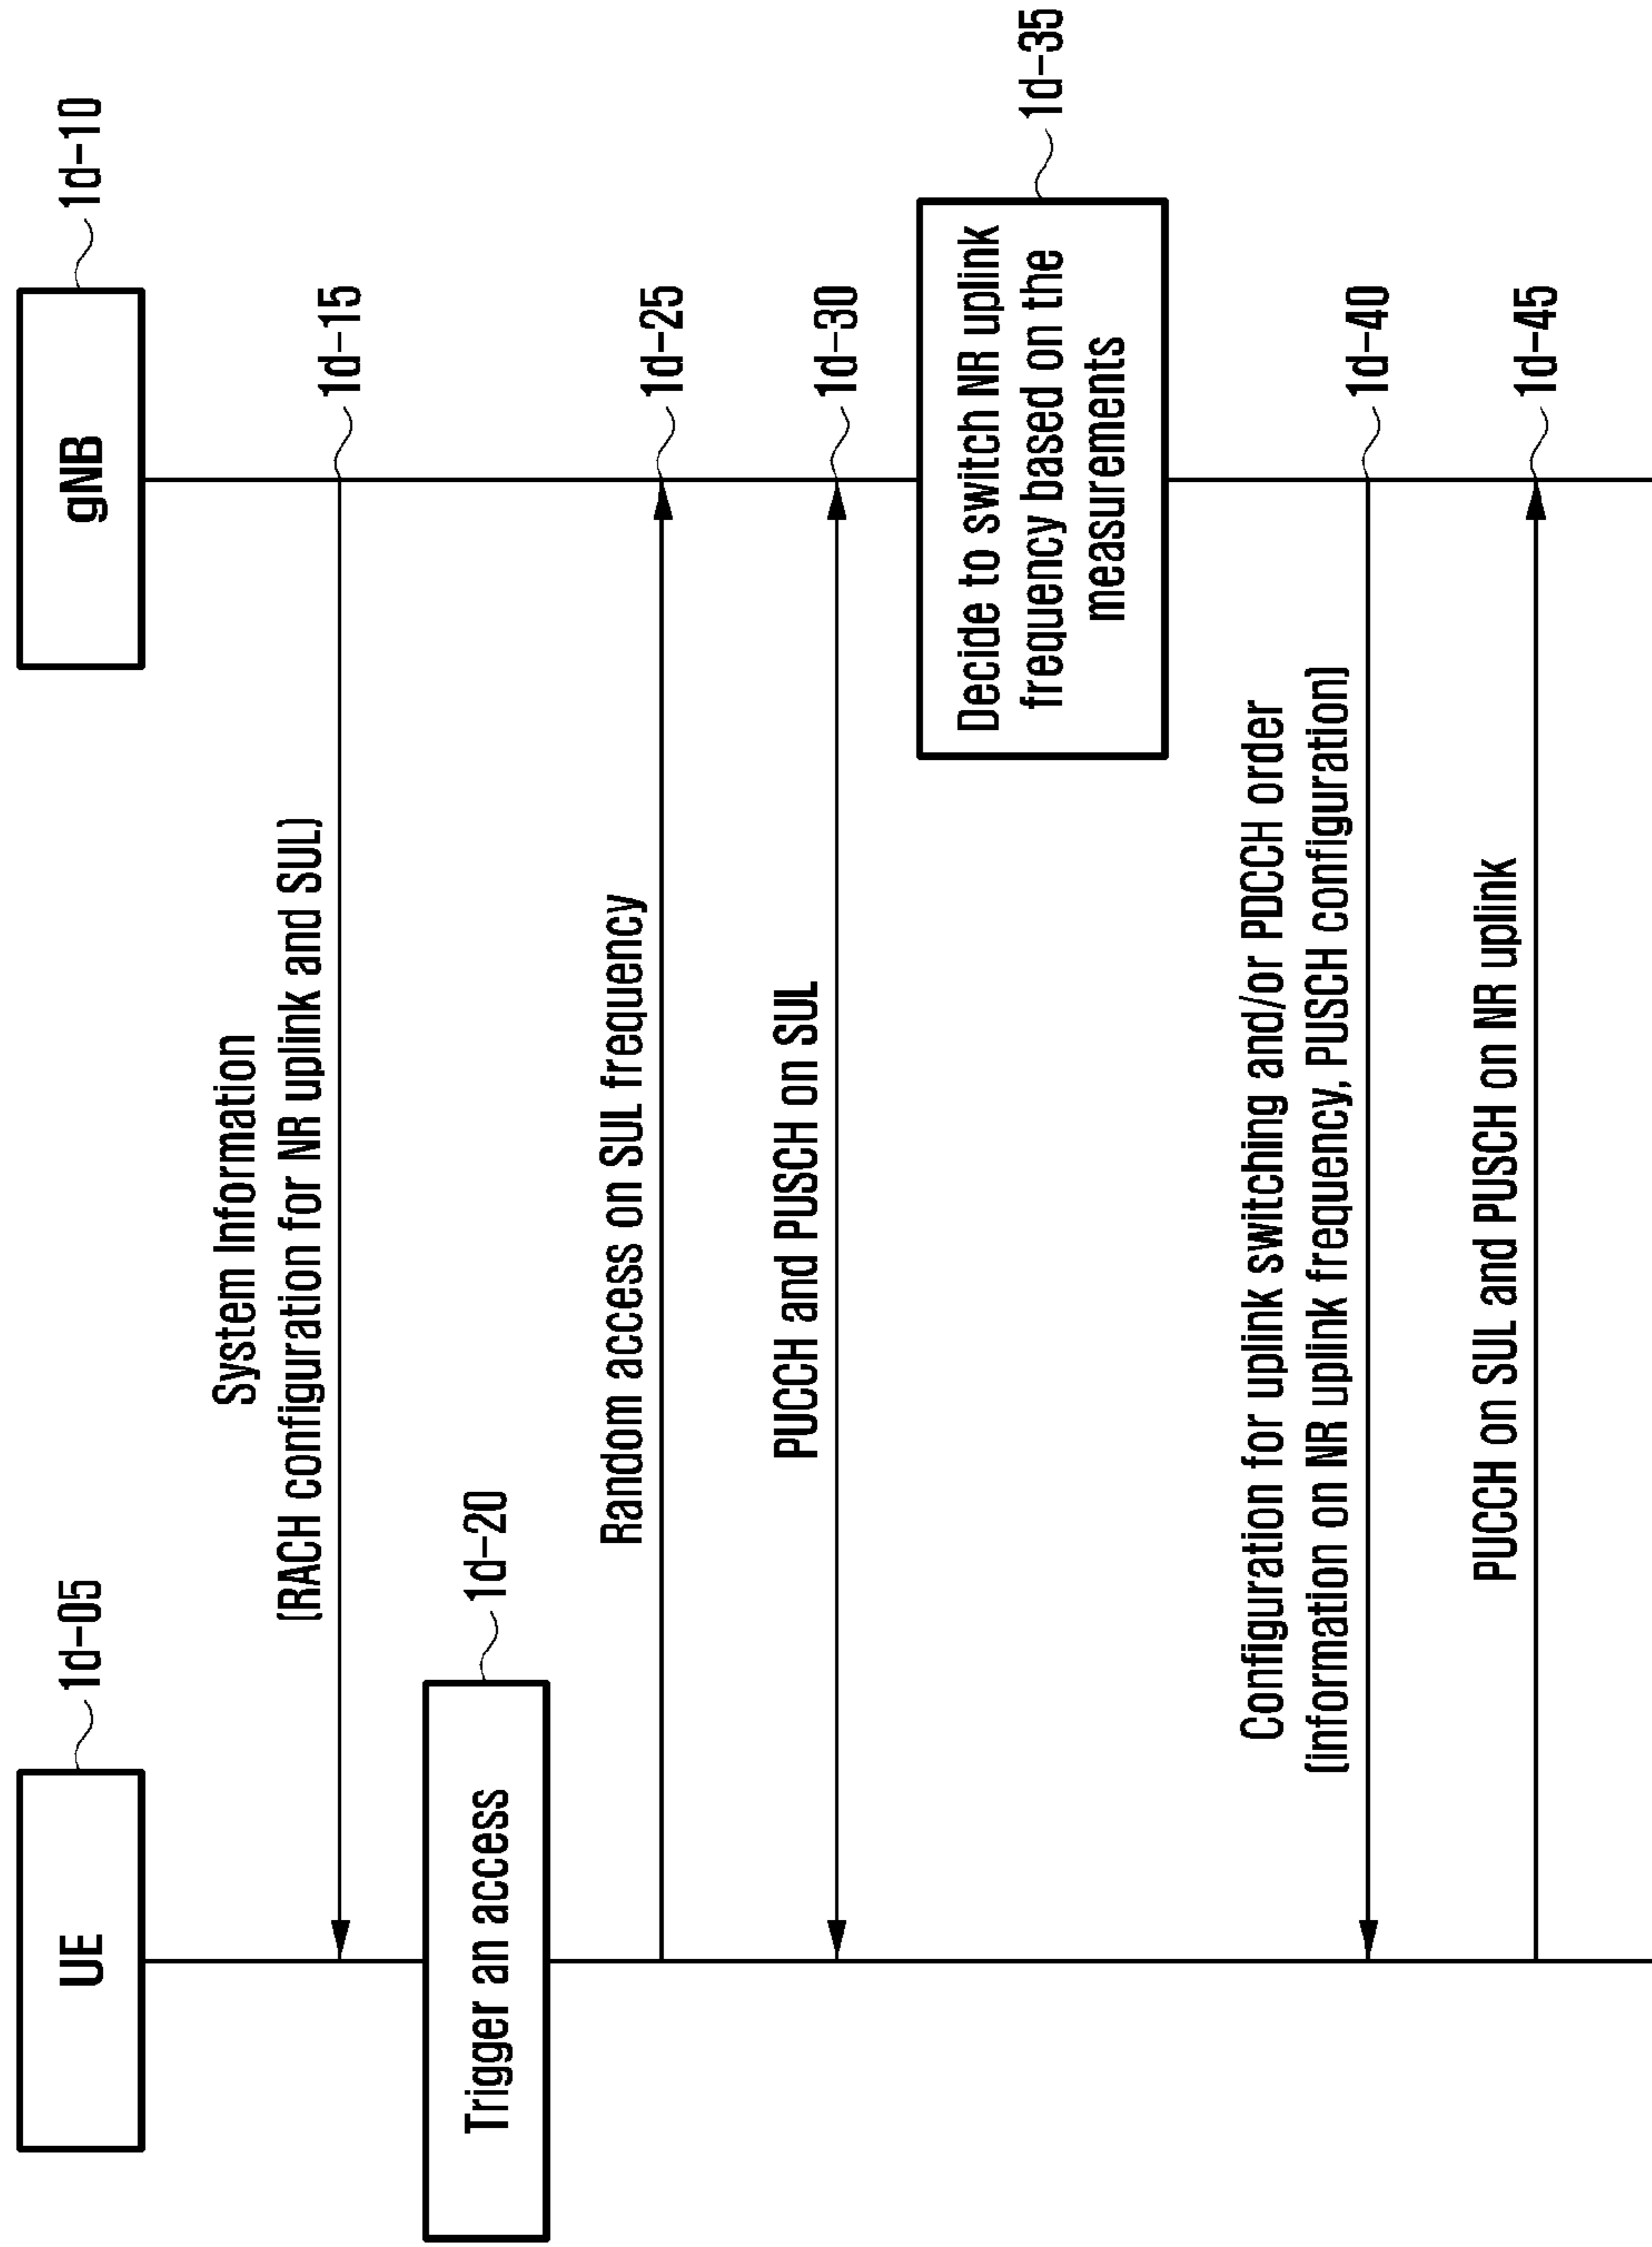 UE
1d-05
gNB
1d-10
System Information
(RACH configuration for NR uplink and SUL)
1d-15
Trigger an access
1d-20
Random access on SUL frequency
1d-25
PUCCH and PUSCH on SUL
1d-30
Decide to switch NR uplink
frequency based on the
measurements
1d-35
Configuration for uplink switching and/or PDCCH order
(information on NR uplink frequency, PUSCH configuration)
1d-40
PUCCH on SUL and PUSCH on NR uplink
1d-45